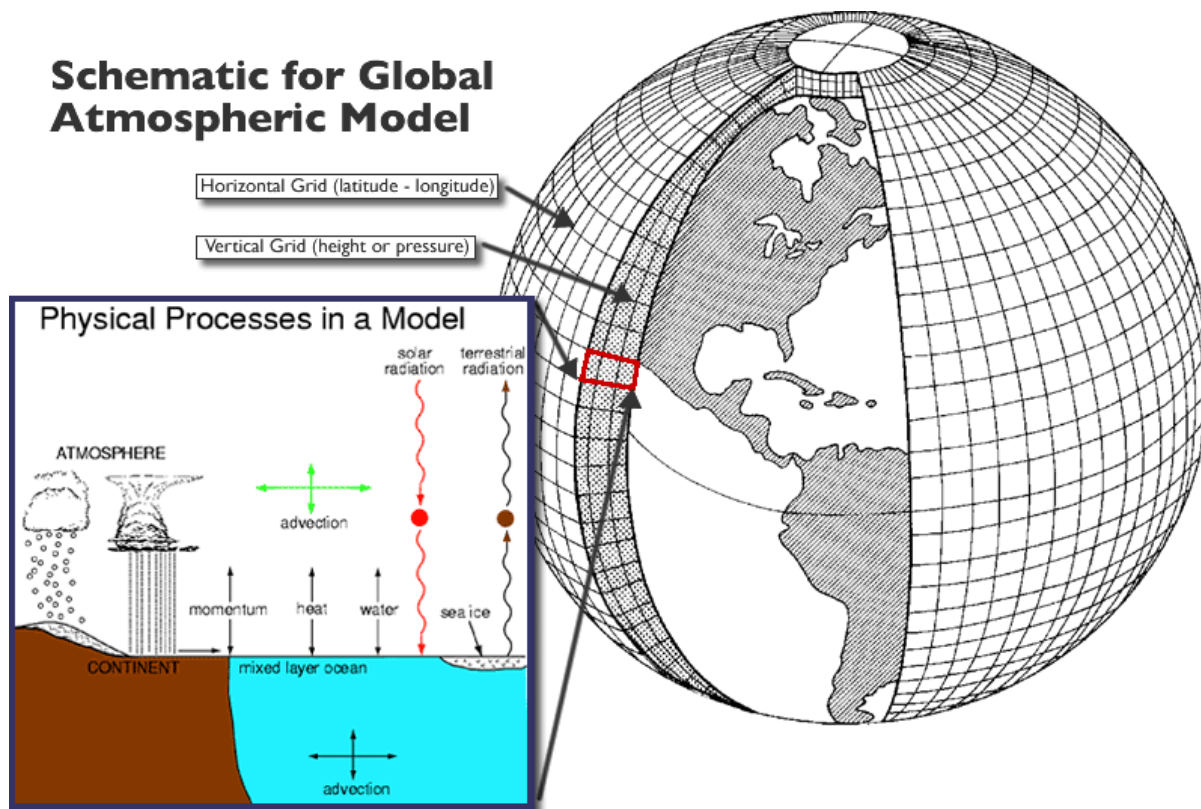 Schematic for Global
Atmospheric Model
Horizontal Grid (latitude - longitude)
Vertical Grid (height or pressure)
Physical Processes in a Model
solar
radiation
terrestrial
radiation
ATMOSPHERE
advection
momentum
heat
water
sea ice
CONTINENT
mixed layer ocean
advection